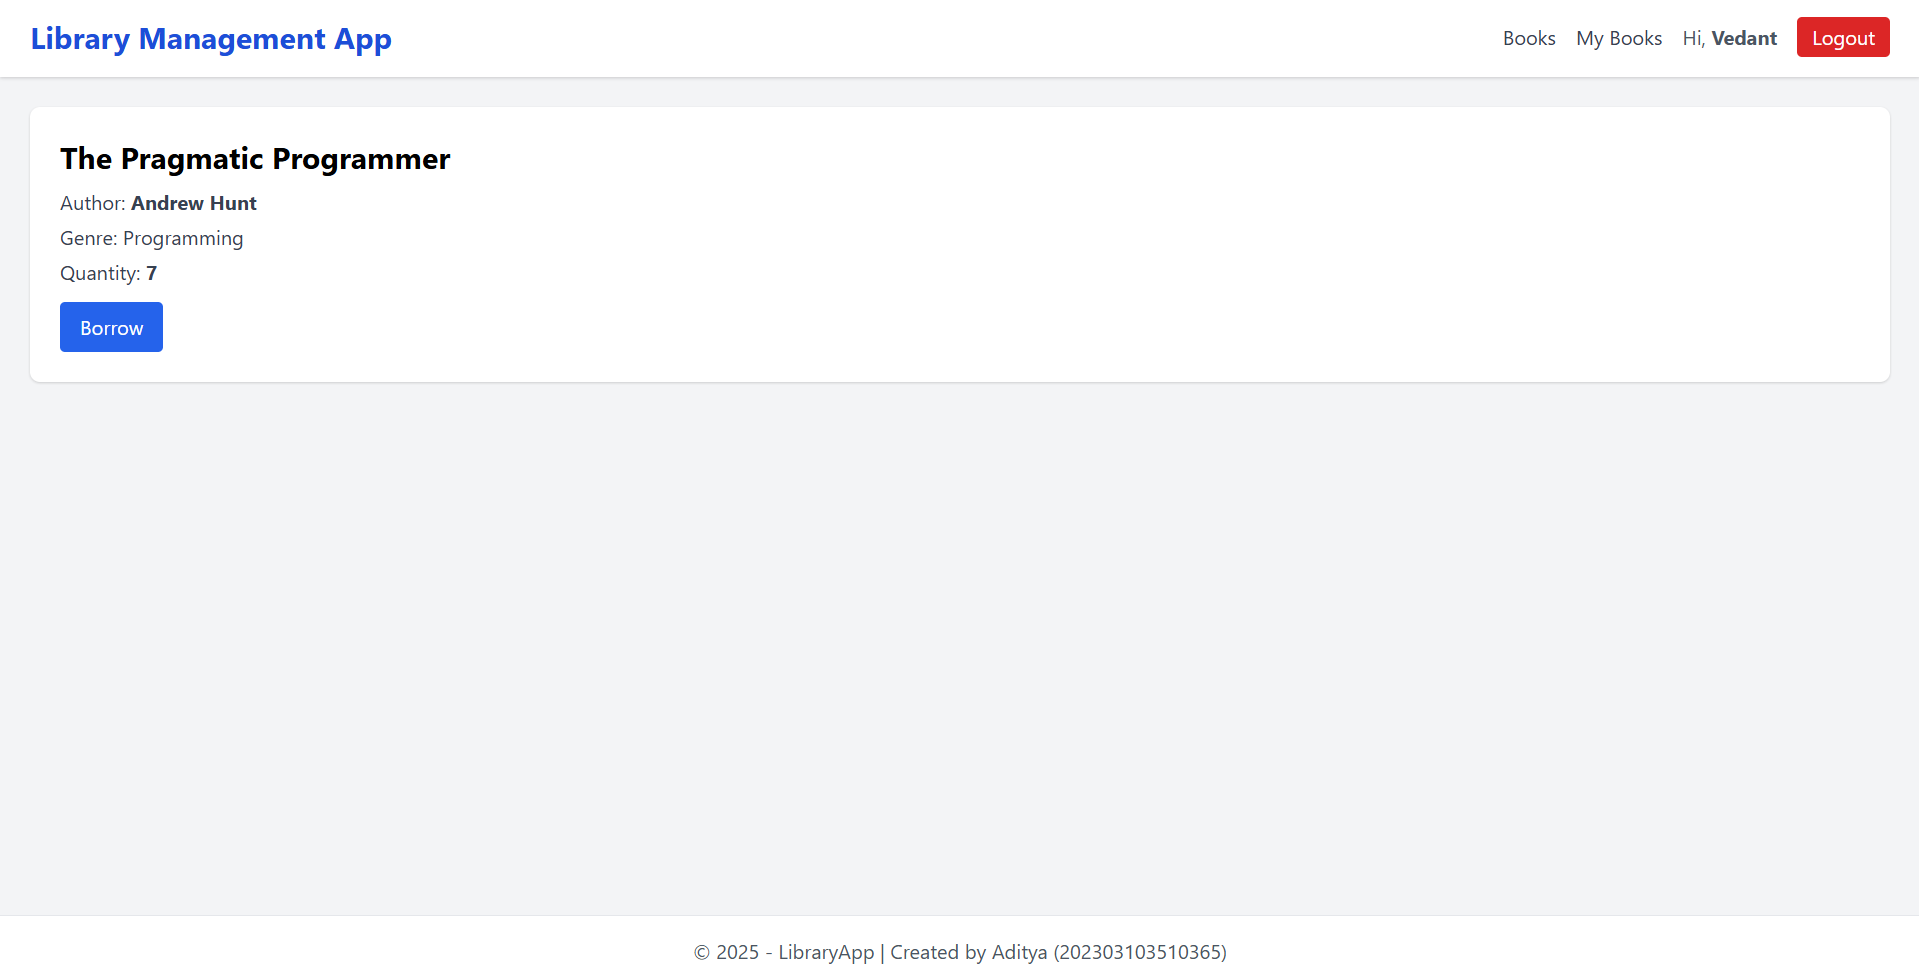 Library Management App
Books My Books Hi, Vedant Logout
The Pragmatic Programmer
Author: Andrew Hunt
Genre: Programming
Quantity: 7
Borrow
© 2025 - LibraryApp | Created by Aditya (202303103510365)